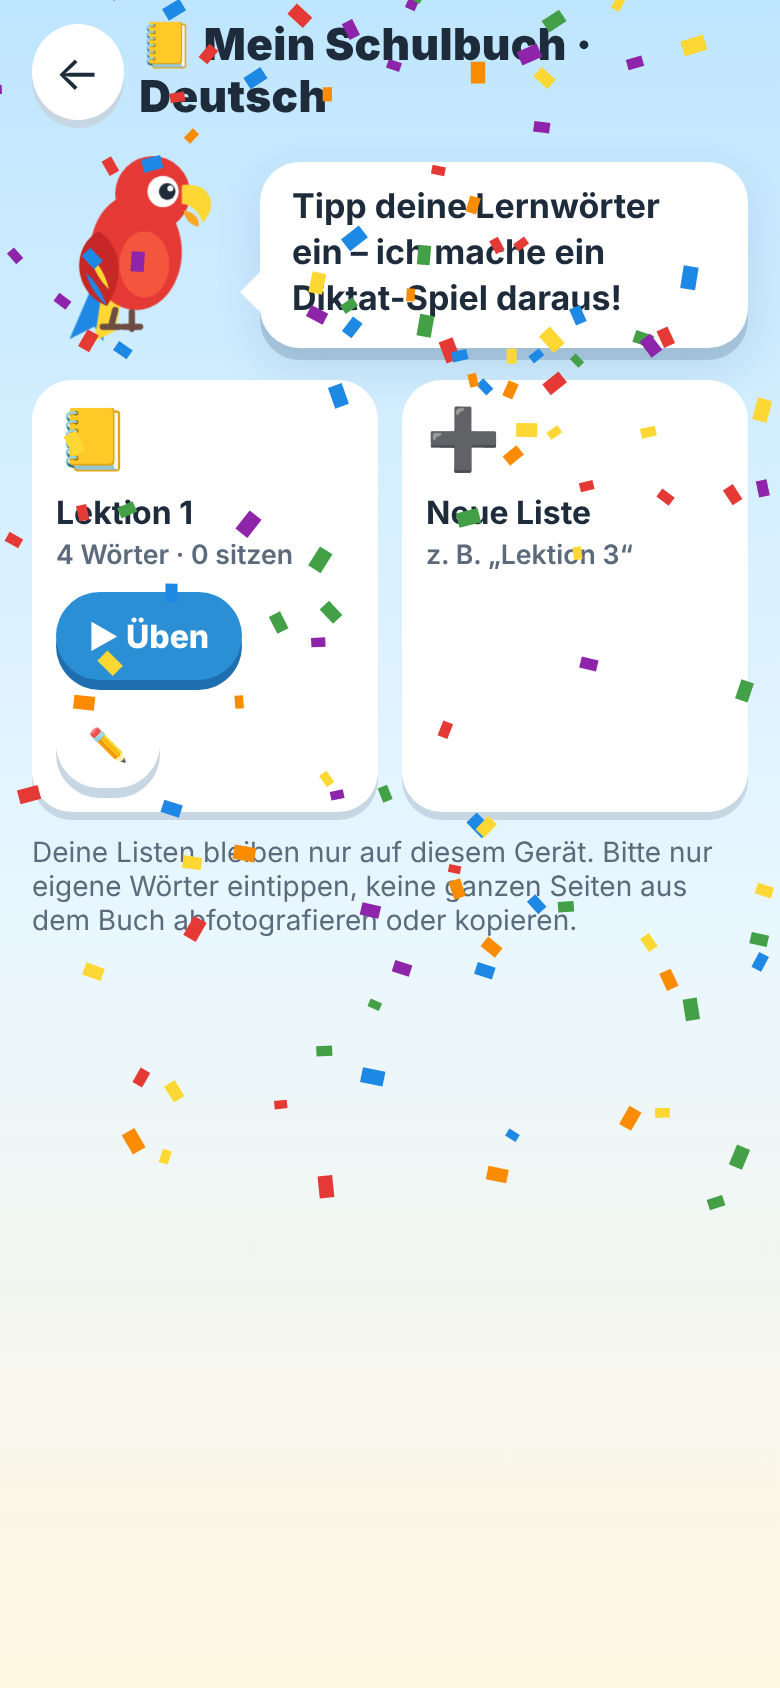 Mein Schulbuch ·
Deutsch
Tipp deine Lernwörter
ein – ich mache ein
Diktat-Spiel daraus!
Lektion 1
4 Wörter · 0 sitzen
Üben
Neue Liste
z. B. „Lektion 3“
Deine Listen bleiben nur auf diesem Gerät. Bitte nur
eigene Wörter eintippen, keine ganzen Seiten aus
dem Buch abfotografieren oder kopieren.